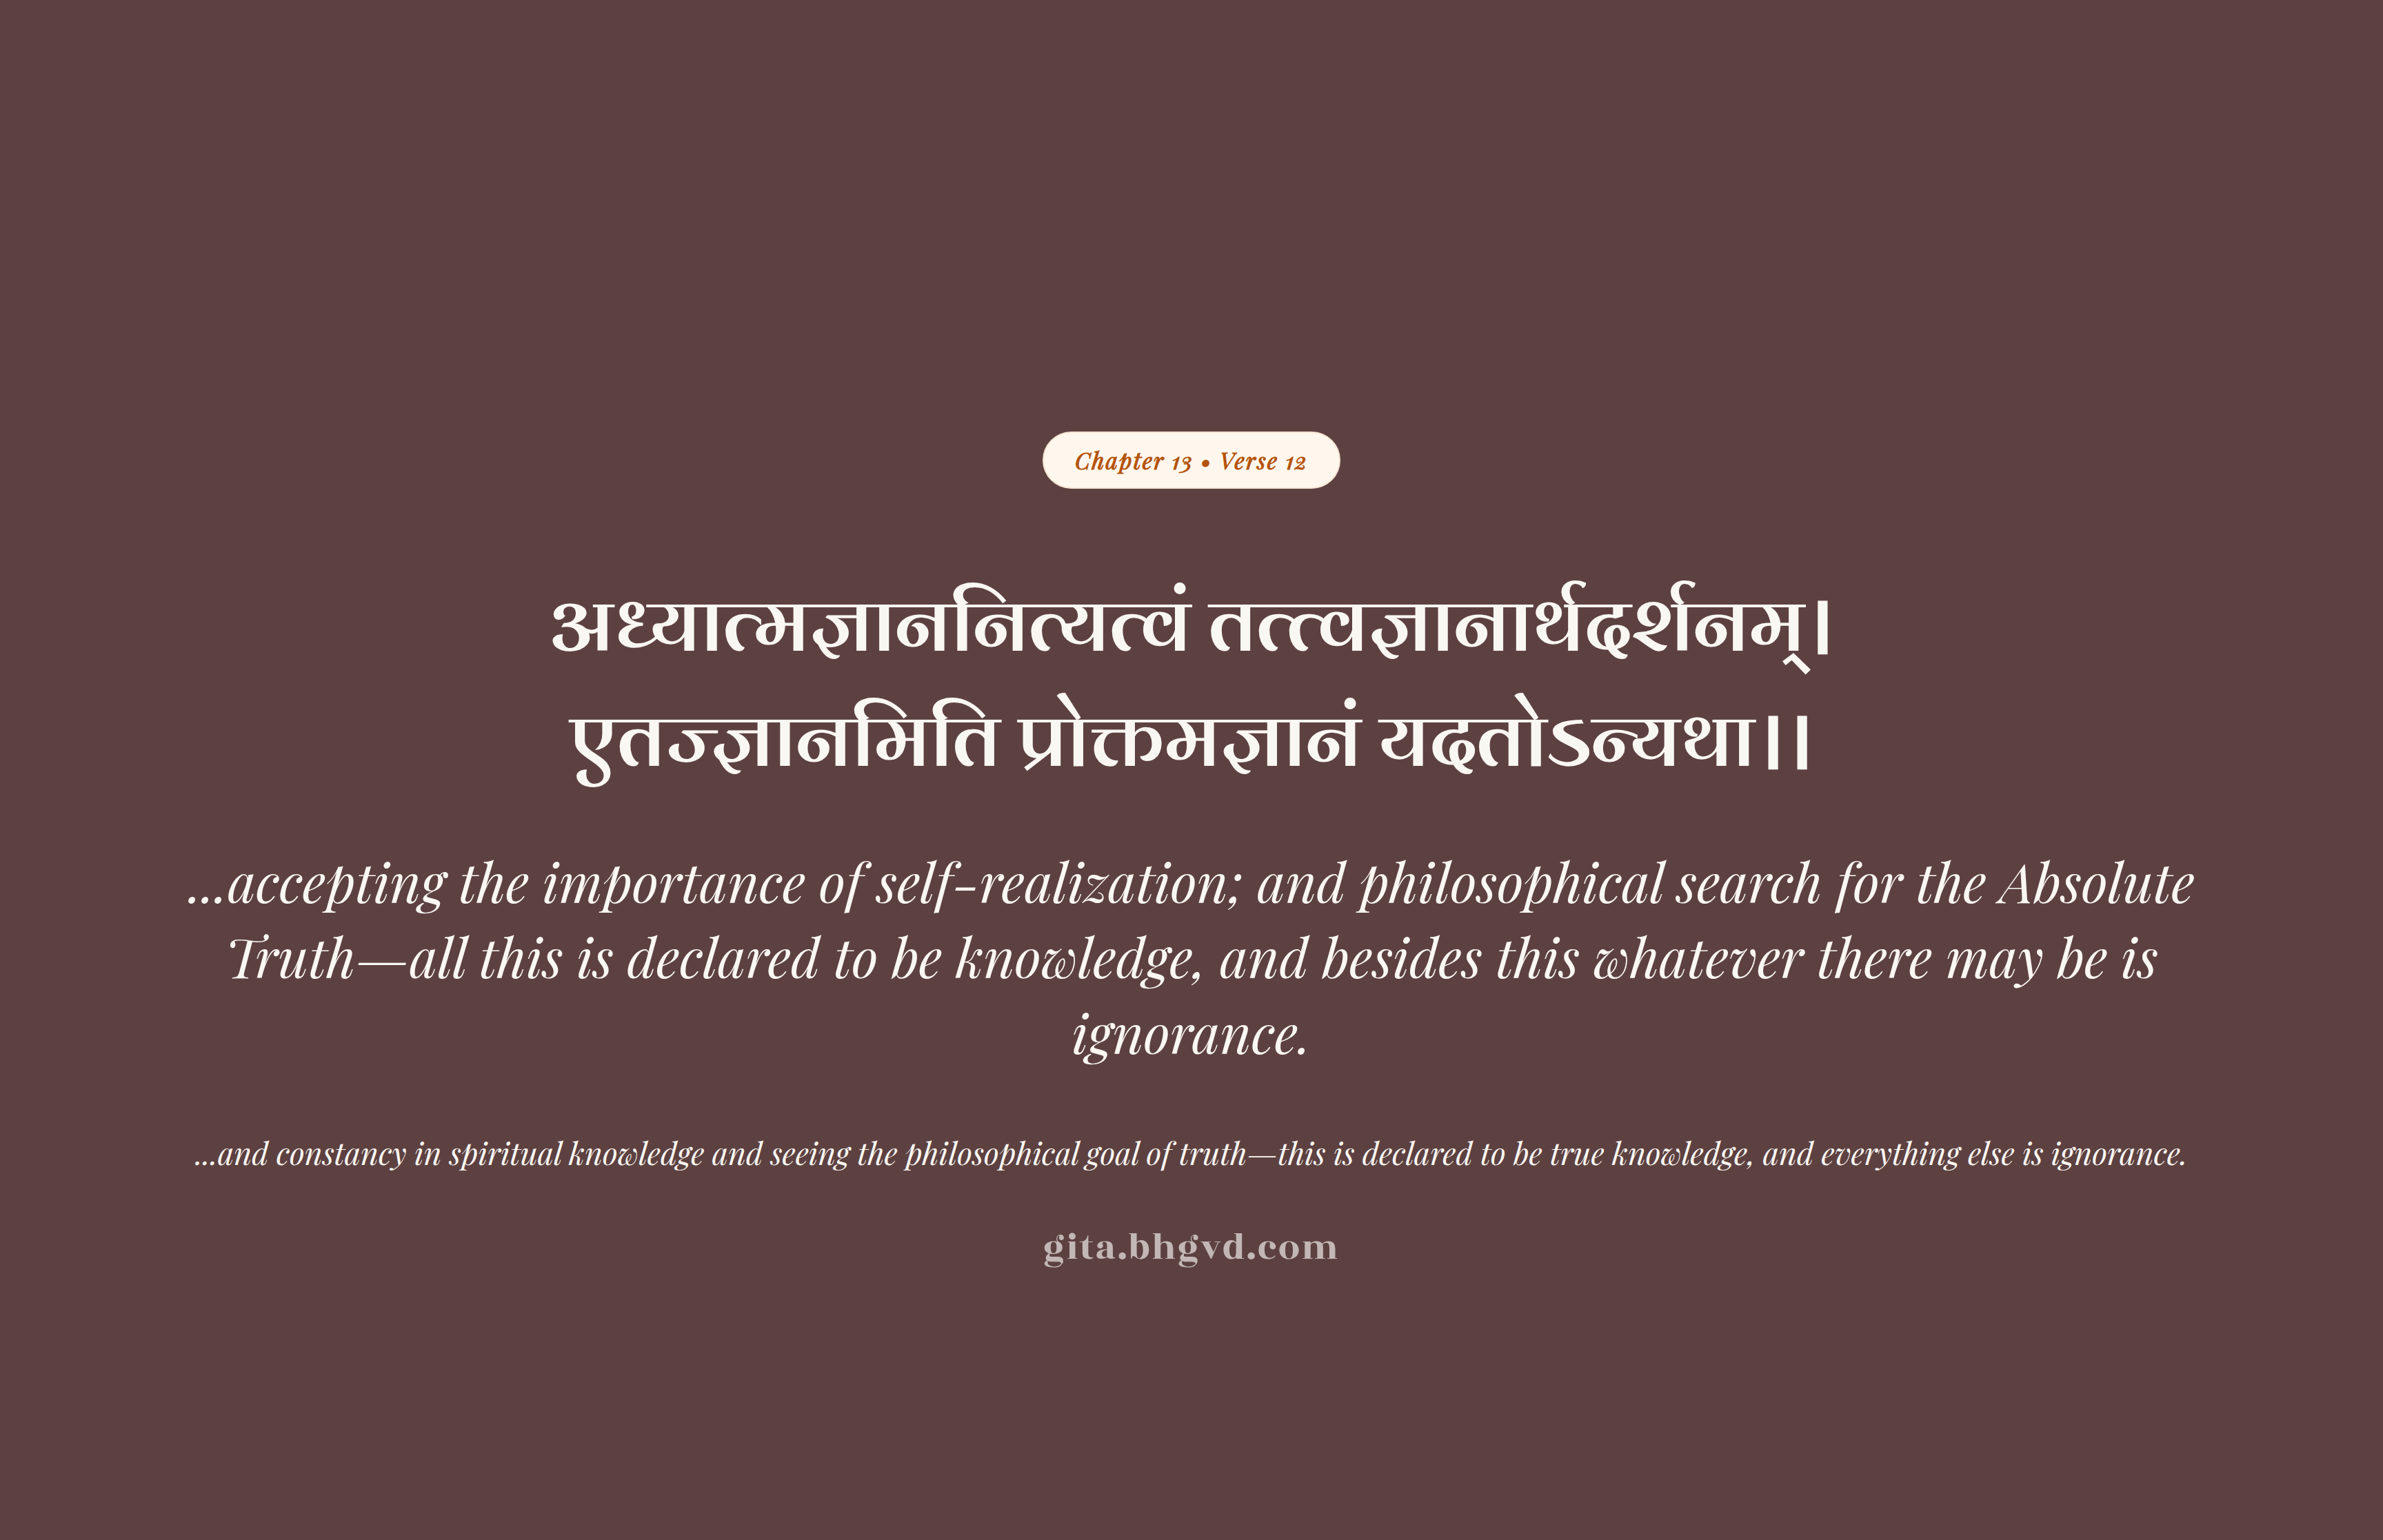 Chapter 13 • Verse 12
अध्यात्मज्ञाननित्यत्वं तत्त्वज्ञानार्थदर्शनम्।
एतज्ज्ञानमिति प्रोक्तमज्ञानं यदतोऽन्यथा।।
...accepting the importance of self-realization; and philosophical search for the Absolute
Truth—all this is declared to be knowledge, and besides this whatever there may be is
ignorance.
...and constancy in spiritual knowledge and seeing the philosophical goal of truth—this is declared to be true knowledge, and everything else is ignorance.
gita.bhgvd.com